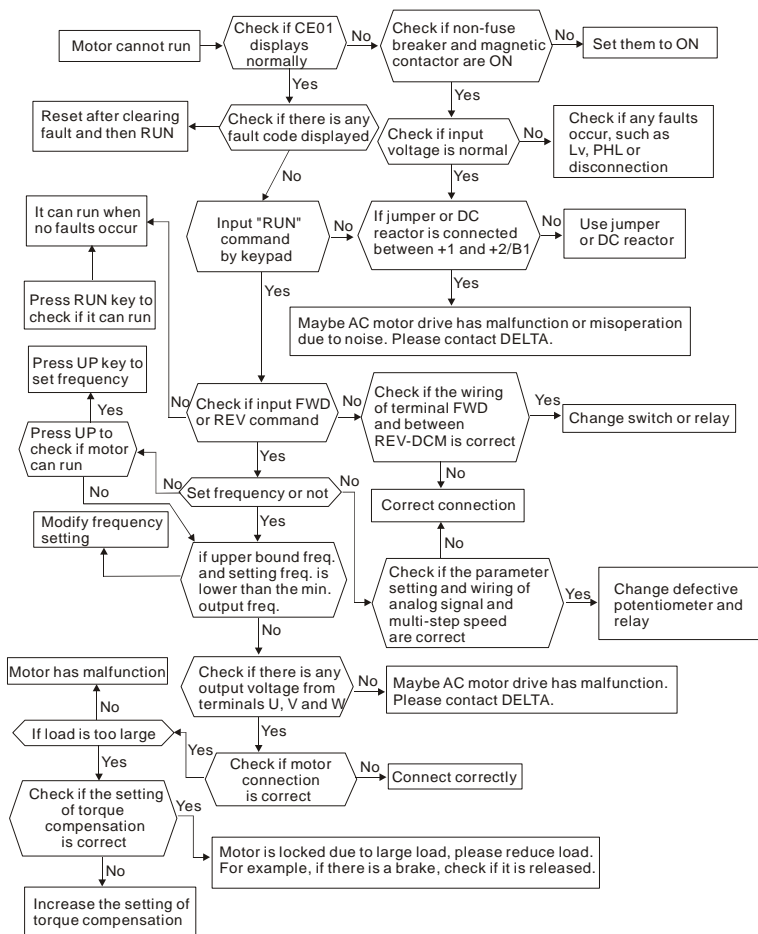 Motor cannot run
Check if CE01
displays
normally
No
Check if non-fuse
breaker and magnetic
contactor are ON
No
Set them to ON
Yes
Yes
Reset after clearing
fault and then RUN
Check if there is any
fault code displayed
Check if input
voltage is normal
No
Check if any faults
occur, such as
Lv, PHL or
disconnection
No
Yes
It can run when
no faults occur
Input "RUN"
command
by keypad
No
If jumper or DC
reactor is connected
between +1 and +2/B1
No
Use jumper
or DC reactor
Press RUN key to
check if it can run
Yes
Yes
Maybe AC motor drive has malfunction or misoperation
due to noise. Please contact DELTA.
Press UP key to
set frequency
No
Check if input FWD
or REV command
No
Check if the wiring
of terminal FWD
and between
REV-DCM is correct
Yes
Change switch or relay
Yes
Press UP to
check if motor
can run
Yes
No
No
Set frequency or not
No
No
Correct connection
Modify frequency
setting
Yes
No
if upper bound freq.
and setting freq. is
lower than the min.
output freq.
Check if the parameter
setting and wiring of
analog signal and
multi-step speed
are correct
Yes
Change defective
potentiometer and
relay
No
Motor has malfunction
Check if there is any
output voltage from
terminals U, V and W
No
Maybe AC motor drive has malfunction.
Please contact DELTA.
No
Yes
If load is too large
Yes
Check if motor
connection
is correct
No
Connect correctly
Yes
Check if the setting
of torque
compensation
is correct
Yes
Motor is locked due to large load, please reduce load.
For example, if there is a brake, check if it is released.
No
Increase the setting of
torque compensation